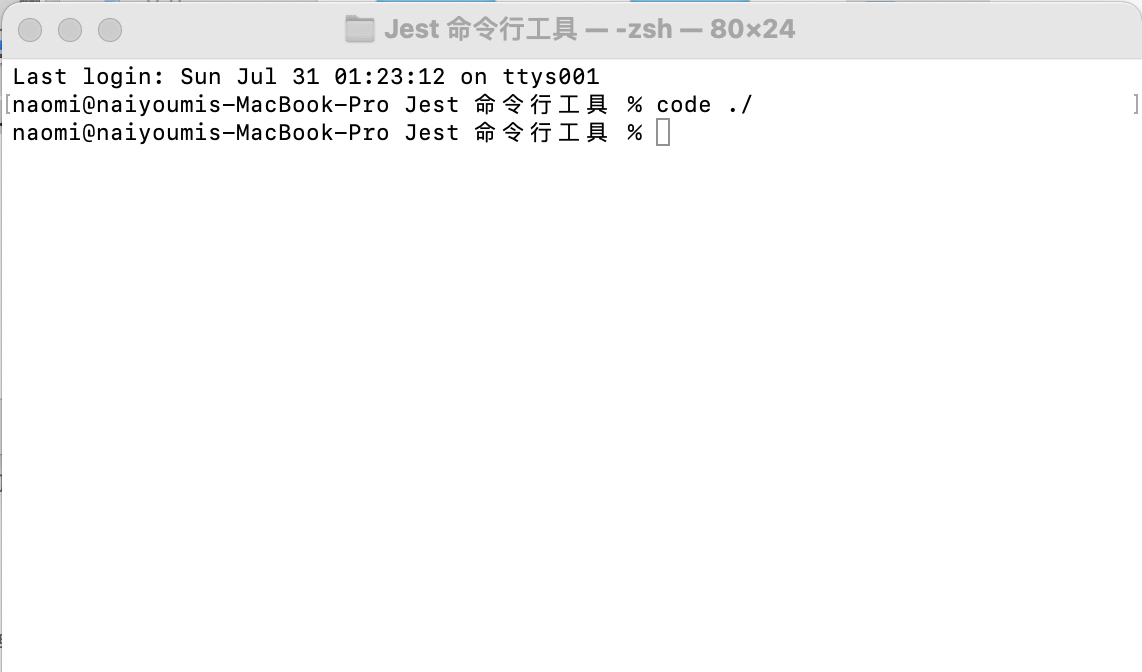 Jest 命令行工具 — -zsh — 80×24
Last login: Sun Jul 31 01:23:12 on ttys001
[naomi@naiyoumis-MacBook-Pro Jest 命令行工具 % code ./ ]
naomi@naiyoumis-MacBook-Pro Jest 命令行工具 %